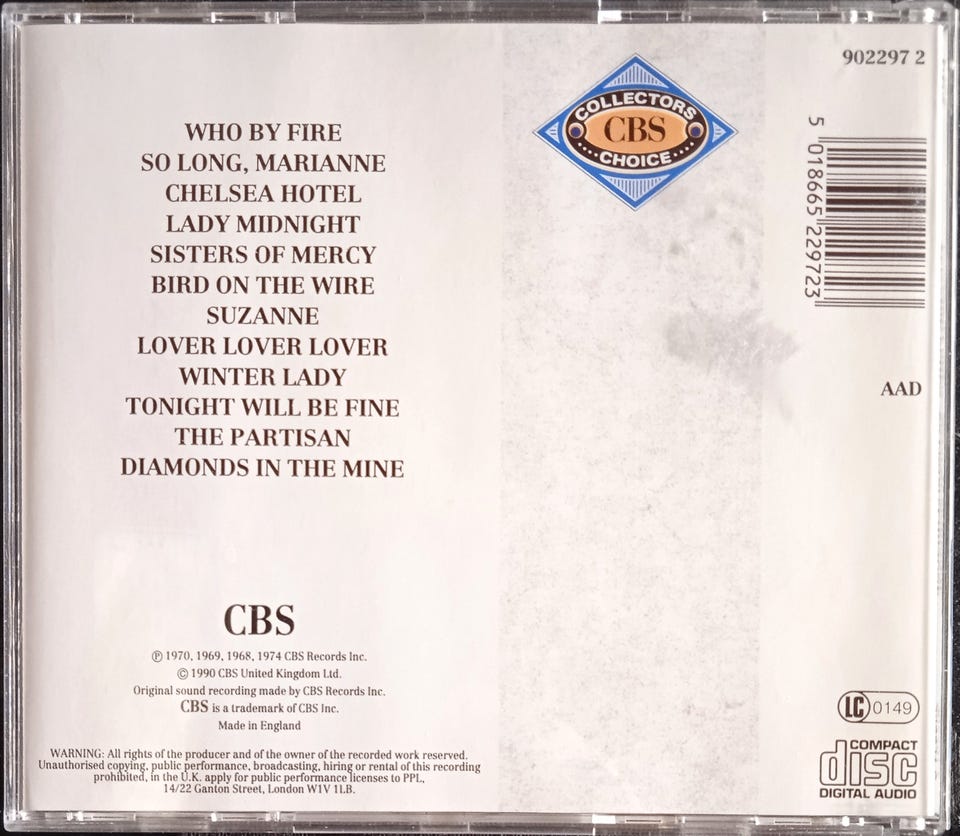 WHO BY FIRE
SO LONG, MARIANNE
CHELSEA HOTEL
LADY MIDNIGHT
SISTERS OF MERCY
BIRD ON THE WIRE
SUZANNE
LOVER LOVER LOVER
WINTER LADY
TONIGHT WILL BE FINE
THE PARTISAN
DIAMONDS IN THE MINE
CBS
℗ 1970, 1969, 1968, 1974 CBS Records Inc.
© 1990 CBS United Kingdom Ltd.
Original sound recording made by CBS Records Inc.
CBS is a trademark of CBS Inc.
Made in England
WARNING: All rights of the producer and of the owner of the recorded work reserved.
Unauthorised copying, public performance, broadcasting, hiring or rental of this recording
prohibited, in the U.K. apply for public performance licenses to PPL,
14/22 Ganton Street, London W1V 1LB.
COLLECTORS
CBS
CHOICE
902297 2
5 018665 229723
AAD
LC 0149
COMPACT
disc
DIGITAL AUDIO